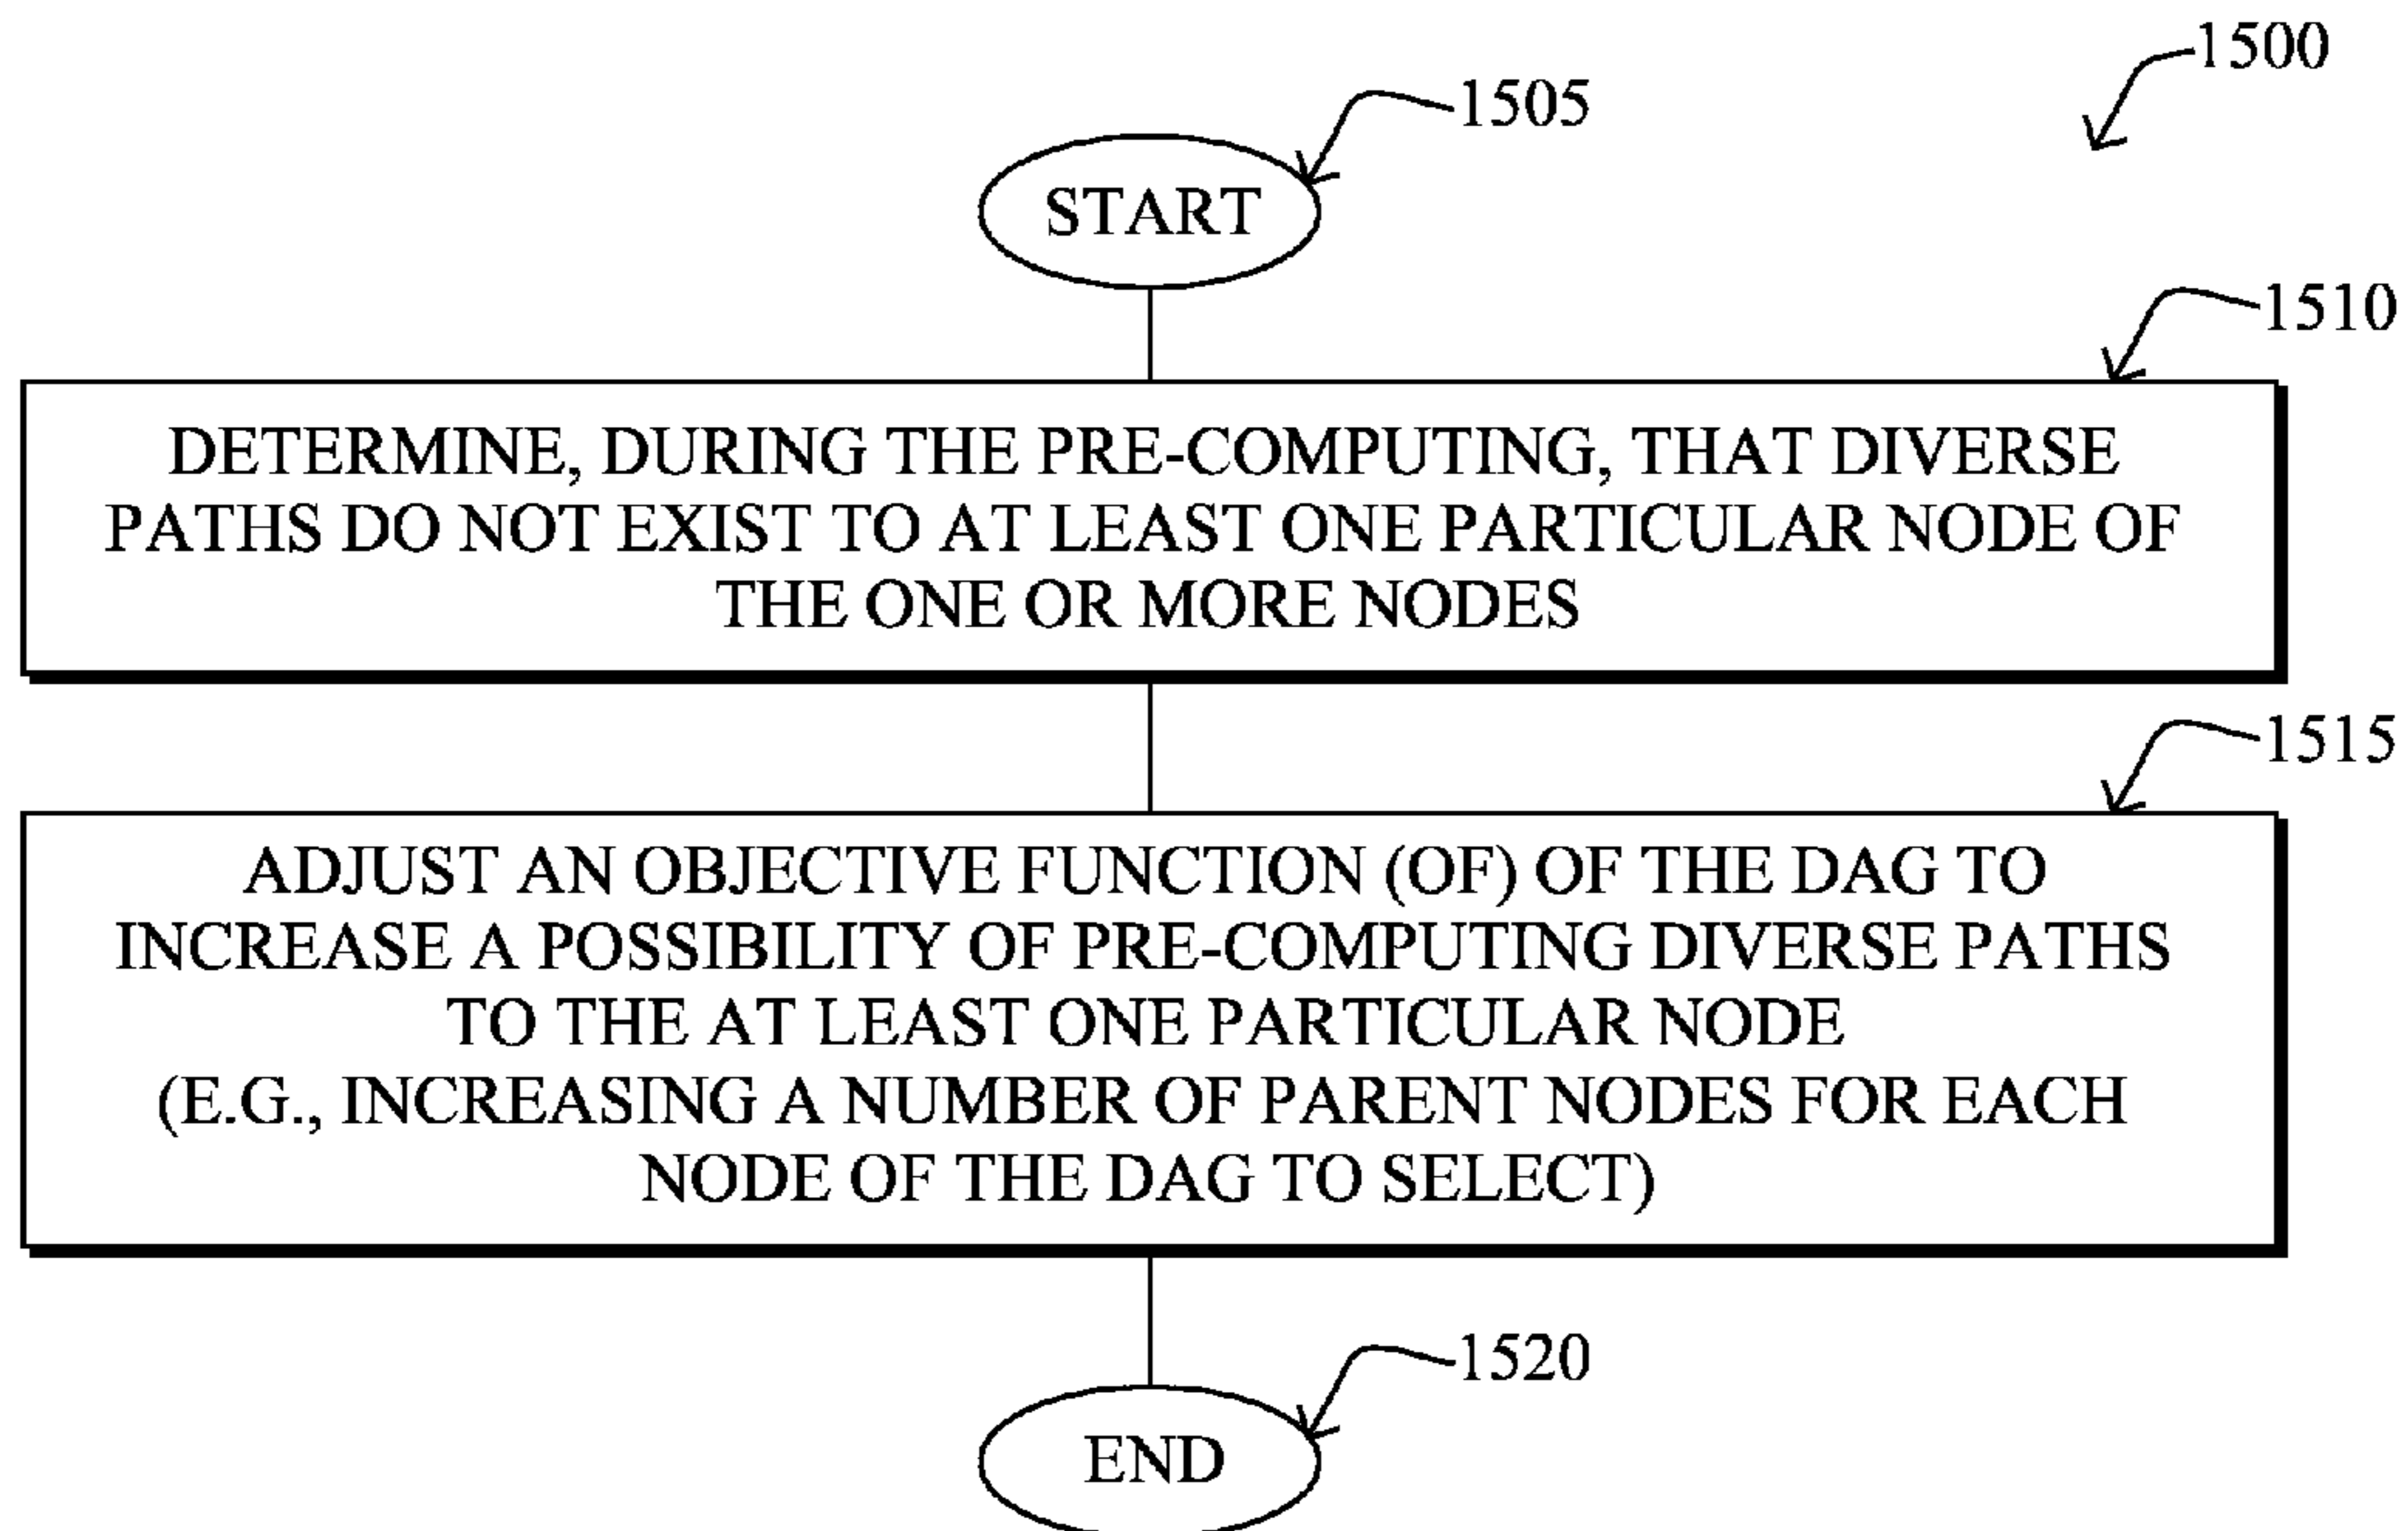 1500
1505
START
1510
DETERMINE, DURING THE PRE-COMPUTING, THAT DIVERSE
PATHS DO NOT EXIST TO AT LEAST ONE PARTICULAR NODE OF
THE ONE OR MORE NODES
1515
ADJUST AN OBJECTIVE FUNCTION (OF) OF THE DAG TO
INCREASE A POSSIBILITY OF PRE-COMPUTING DIVERSE PATHS
TO THE AT LEAST ONE PARTICULAR NODE
(E.G., INCREASING A NUMBER OF PARENT NODES FOR EACH
NODE OF THE DAG TO SELECT)
1520
END